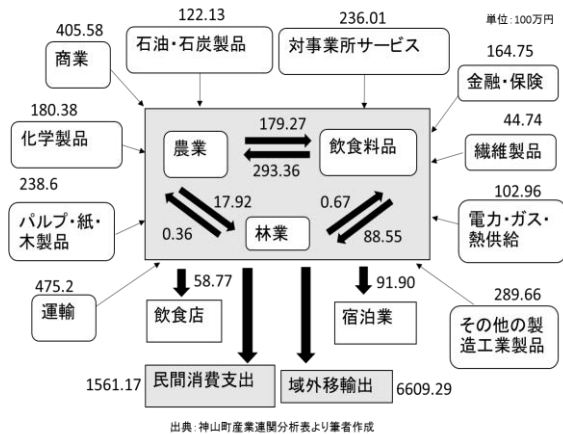 単位：100万円
405.58
商業
122.13
石油・石炭製品
236.01
対事業所サービス
164.75
金融・保険
180.38
化学製品
179.27
農業
飲食料品
293.36
44.74
繊維製品
238.6
パルプ・紙・
木製品
17.92
0.36
林業
0.67
88.55
102.96
電力・ガス・
熱供給
475.2
運輸
58.77
飲食店
91.90
宿泊業
289.66
その他の製
造工業製品
1561.17
民間消費支出
域外移輸出
6609.29
出典：神山町産業連関分析表より筆者作成